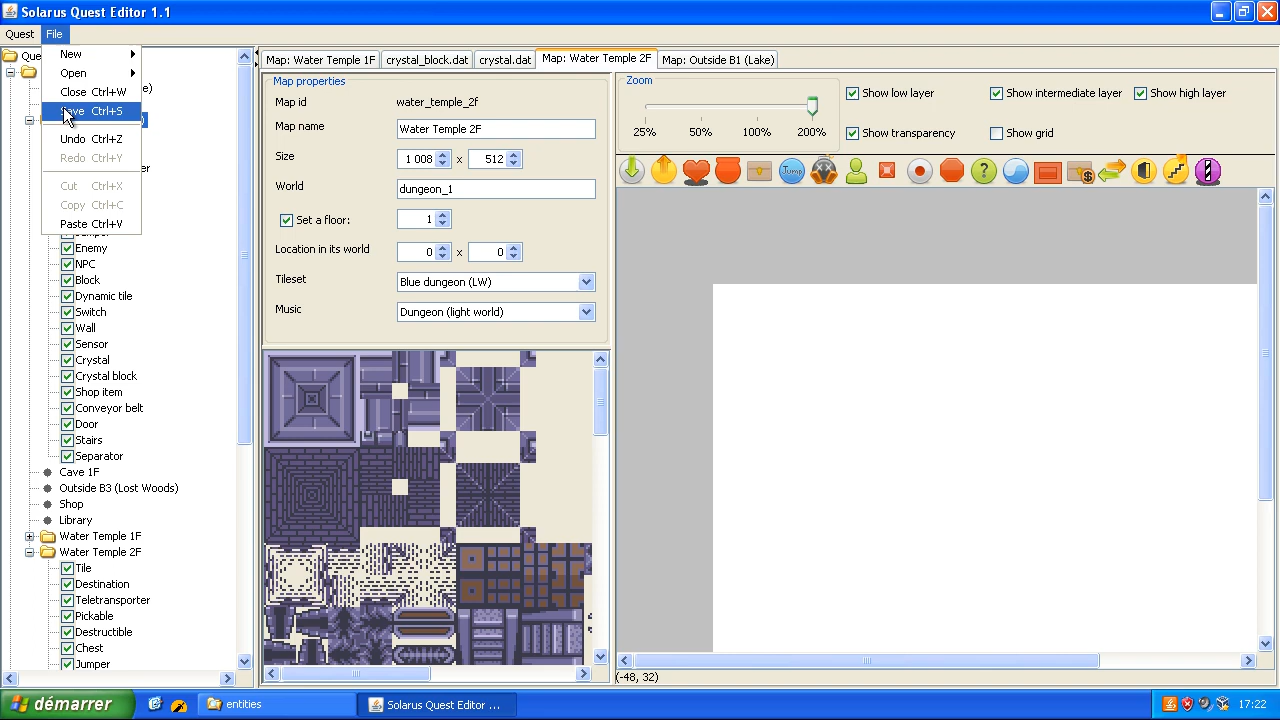 Solarus Quest Editor 1.1
Quest File
New
Open
Close Ctrl+W
Save Ctrl+S
Undo Ctrl+Z
Redo Ctrl+Y
Cut Ctrl+X
Copy Ctrl+C
Paste Ctrl+V
Enemy
NPC
Block
Dynamic tile
Switch
Wall
Sensor
Crystal
Crystal block
Shop item
Conveyor belt
Door
Stairs
Separator
Cave 1F
Outside B3 (Lost Woods)
Shop
Library
Water Temple 1F
Water Temple 2F
Tile
Destination
Teletransporter
Pickable
Destructible
Chest
Jumper
Map: Water Temple 1F
crystal_block.dat
crystal.dat
Map: Water Temple 2F
Map: Outside B1 (Lake)
Map properties
Map id water_temple_2f
Map name Water Temple 2F
Size 1 008 x 512
World dungeon_1
Set a floor: 1
Location in its world 0 x 0
Tileset Blue dungeon (LW)
Music Dungeon (light world)
Zoom
25% 50% 100% 200%
Show low layer Show intermediate layer Show high layer
Show transparency Show grid
Jump
(-48, 32)
démarrer
entities
Solarus Quest Editor ...
17:22